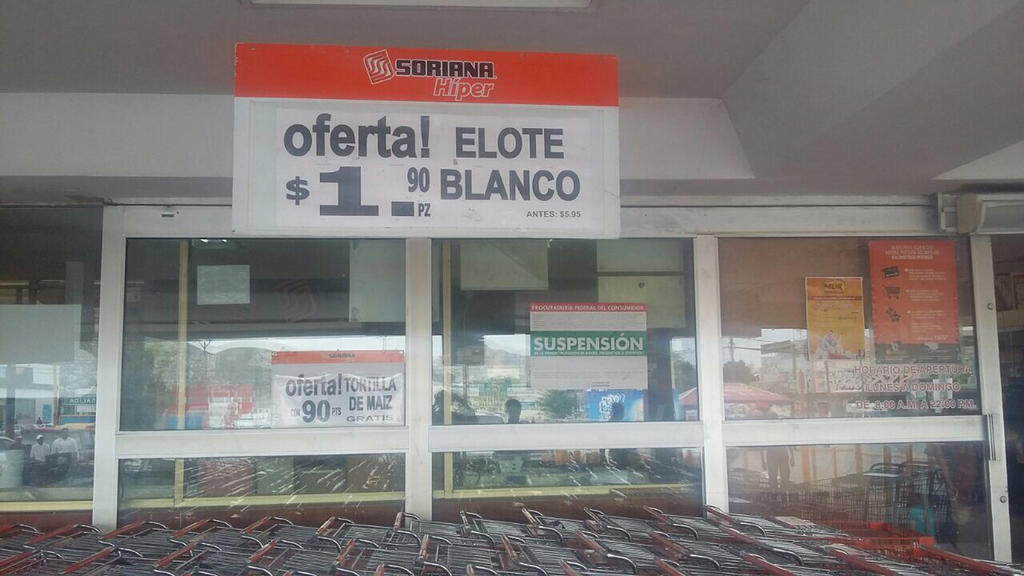 SORIANA
Híper
oferta! ELOTE
$1.90 PZ BLANCO
ANTES: $5.95
PROCURADURÍA FEDERAL DEL CONSUMIDOR
SUSPENSIÓN
SORIANA
oferta! TORTILLA
CON 90 PTS DE MAIZ
GRATIS
HORARIO DE APERTURA
LUNES A DOMINGO
DE 8:00 A.M. A 22:00 P.M.